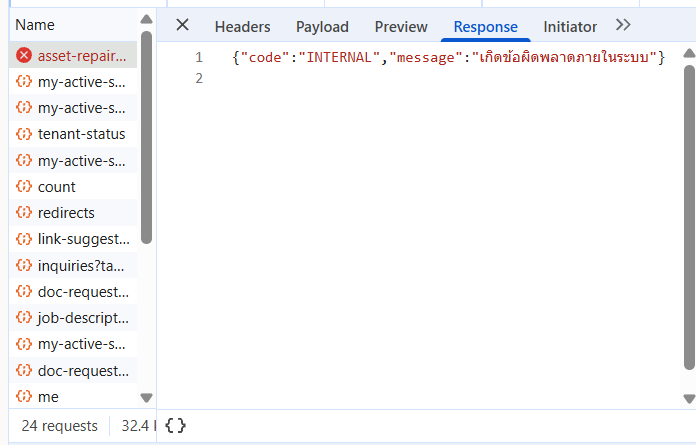 Name
asset-repair...
my-active-s...
my-active-s...
tenant-status
my-active-s...
count
redirects
link-suggest...
inquiries?ta...
doc-request...
job-descript...
my-active-s...
doc-request...
me
24 requests 32.4
Headers Payload Preview Response Initiator
1 {"code":"INTERNAL","message":"เกิดข้อผิดพลาดภายในระบบ"}
2
{ }